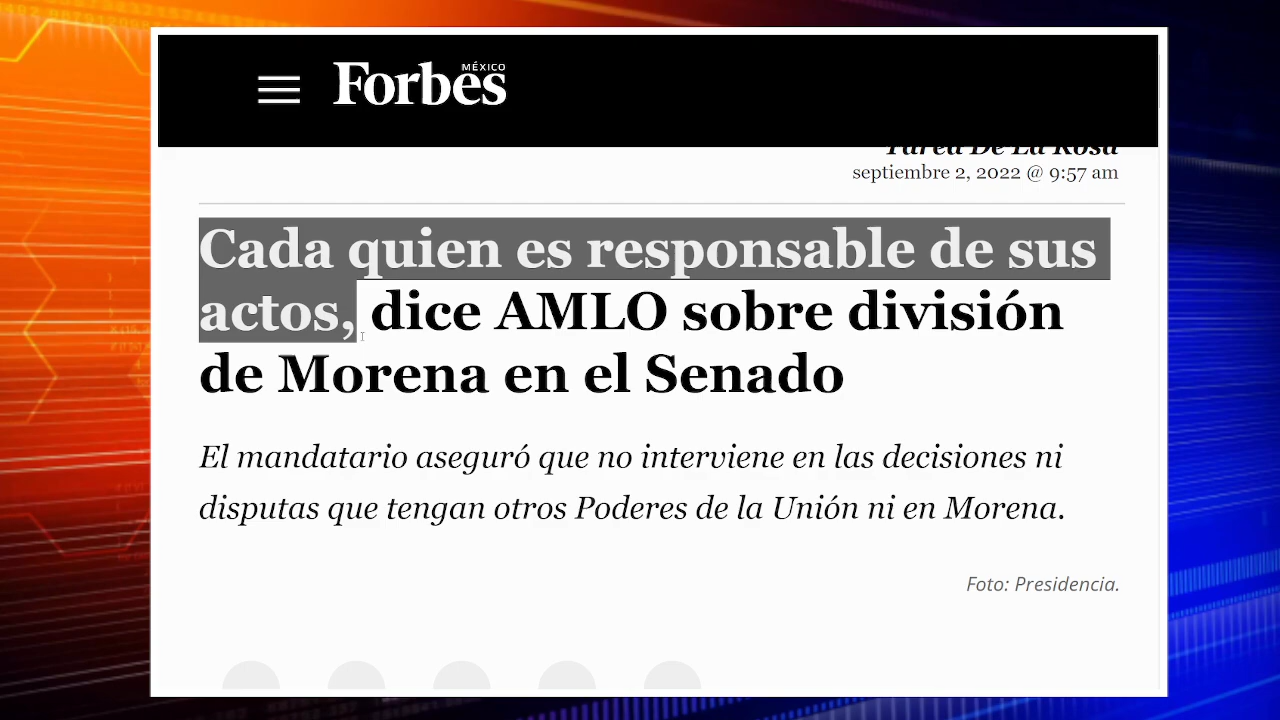 MÉXICO
Forbes
septiembre 2, 2022 @ 9:57 am
Cada quien es responsable de sus
actos, dice AMLO sobre división
de Morena en el Senado
El mandatario aseguró que no interviene en las decisiones ni
disputas que tengan otros Poderes de la Unión ni en Morena.
Foto: Presidencia.